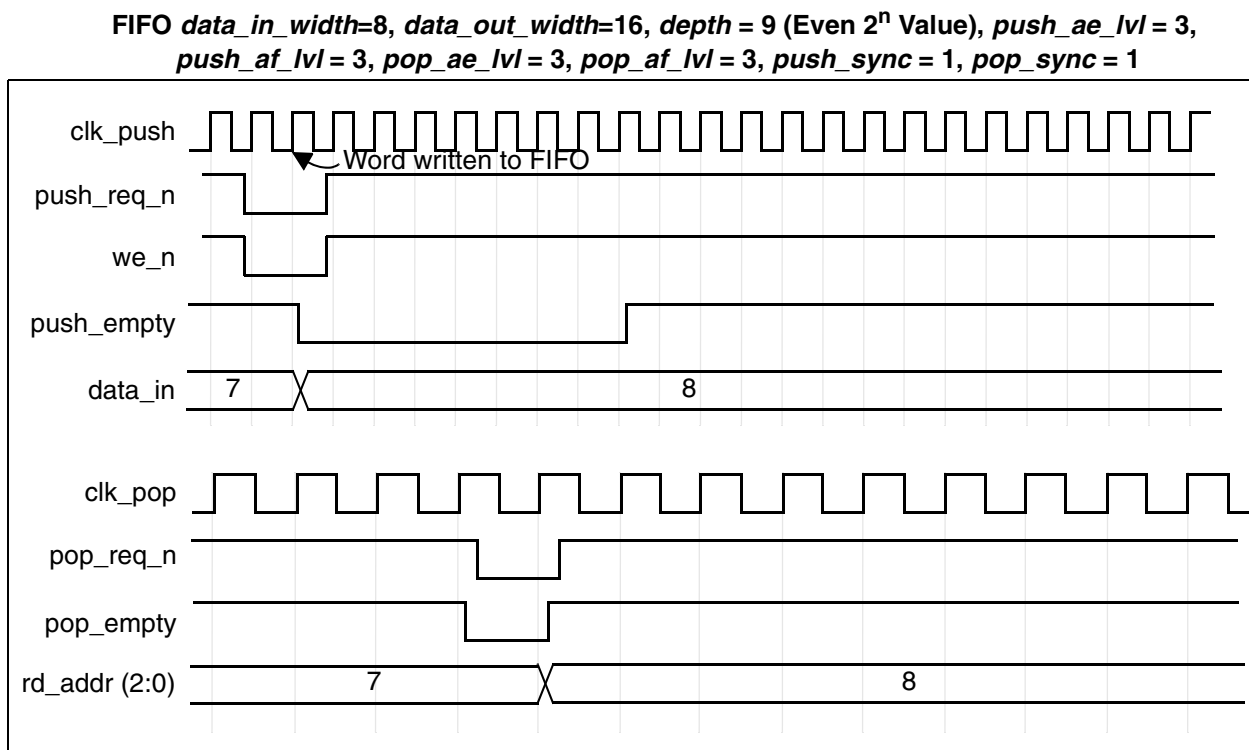 FIFO data_in_width=8, data_out_width=16, depth = 9 (Even 2n Value), push_ae_lvl = 3,
push_af_lvl = 3, pop_ae_lvl = 3, pop_af_lvl = 3, push_sync = 1, pop_sync = 1
clk_push
Word written to FIFO
push_req_n
we_n
push_empty
data_in 7 8
clk_pop
pop_req_n
pop_empty
rd_addr (2:0) 7 8